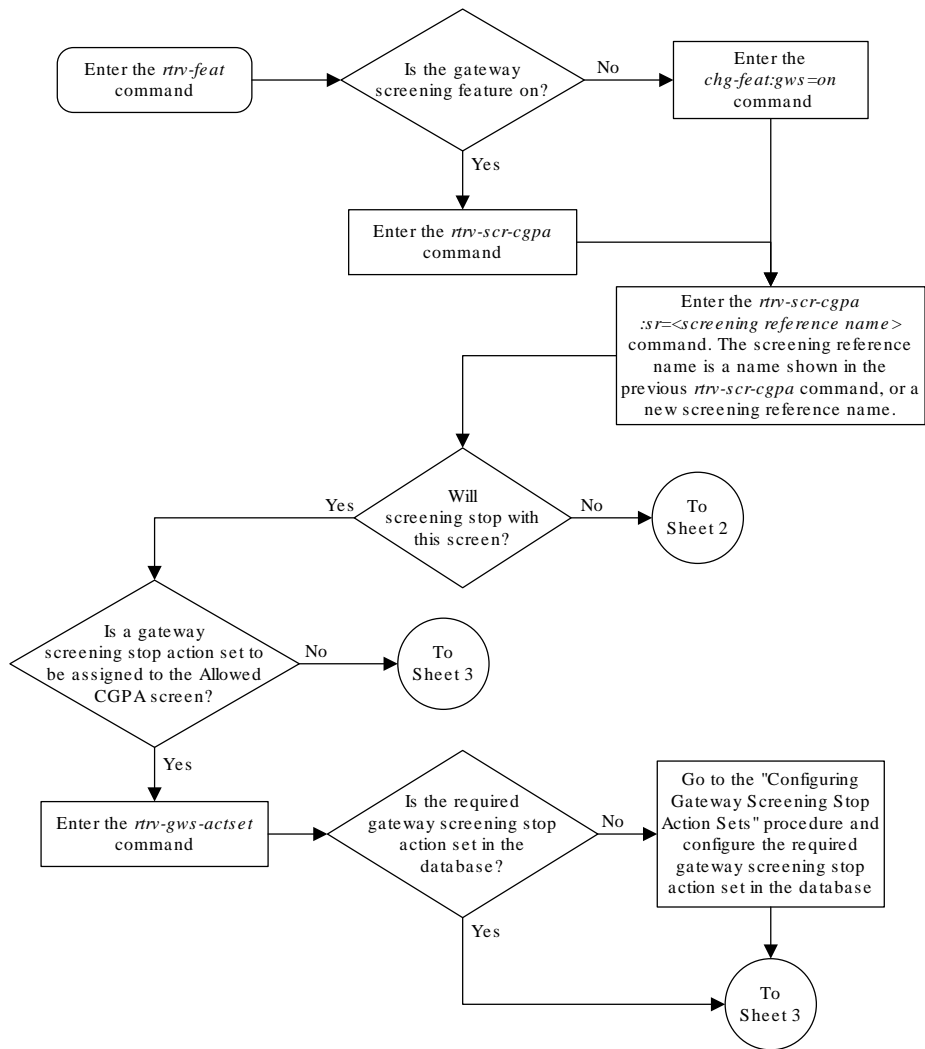 Enter the rtrv-feat
command
Is the gateway
screening feature on?
No
Enter the
chg-feat:gws=on
command
Yes
Enter the rtrv-scr-cgpa
command
Enter the rtrv-scr-cgpa
:sr=<screening reference name>
command. The screening reference
name is a name shown in the
previous rtrv-scr-cgpa command, or a
new screening reference name.
Will
screening stop with
this screen?
Yes
No
To
Sheet 2
Is a gateway
screening stop action set to
be assigned to the Allowed
CGPA screen?
No
To
Sheet 3
Yes
Enter the rtrv-gws-actset
command
Is the required
gateway screening stop
action set in the
database?
No
Go to the "Configuring
Gateway Screening Stop
Action Sets" procedure and
configure the required
gateway screening stop
action set in the database
Yes
To
Sheet 3